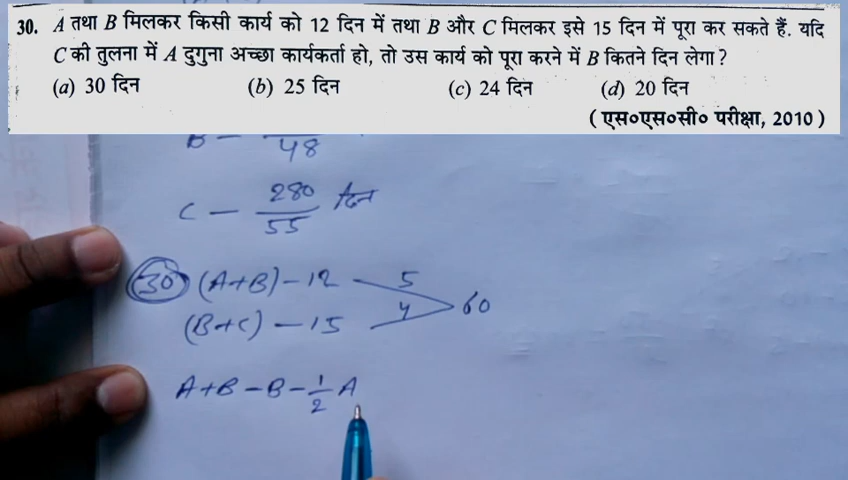 30. A तथा B मिलकर किसी कार्य को 12 दिन में तथा B और C मिलकर इसे 15 दिन में पूरा कर सकते हैं. यदि
C की तुलना में A दुगुना अच्छा कार्यकर्ता हो, तो उस कार्य को पूरा करने में B कितने दिन लेगा ?
(a) 30 दिन (b) 25 दिन (c) 24 दिन (d) 20 दिन
( एस०एस०सी० परीक्षा, 2010 )
B - 48
C - 280/55 दिन
30 (A+B) - 12 5
(B+C) - 15 4 60
A+B-B-1/2 A